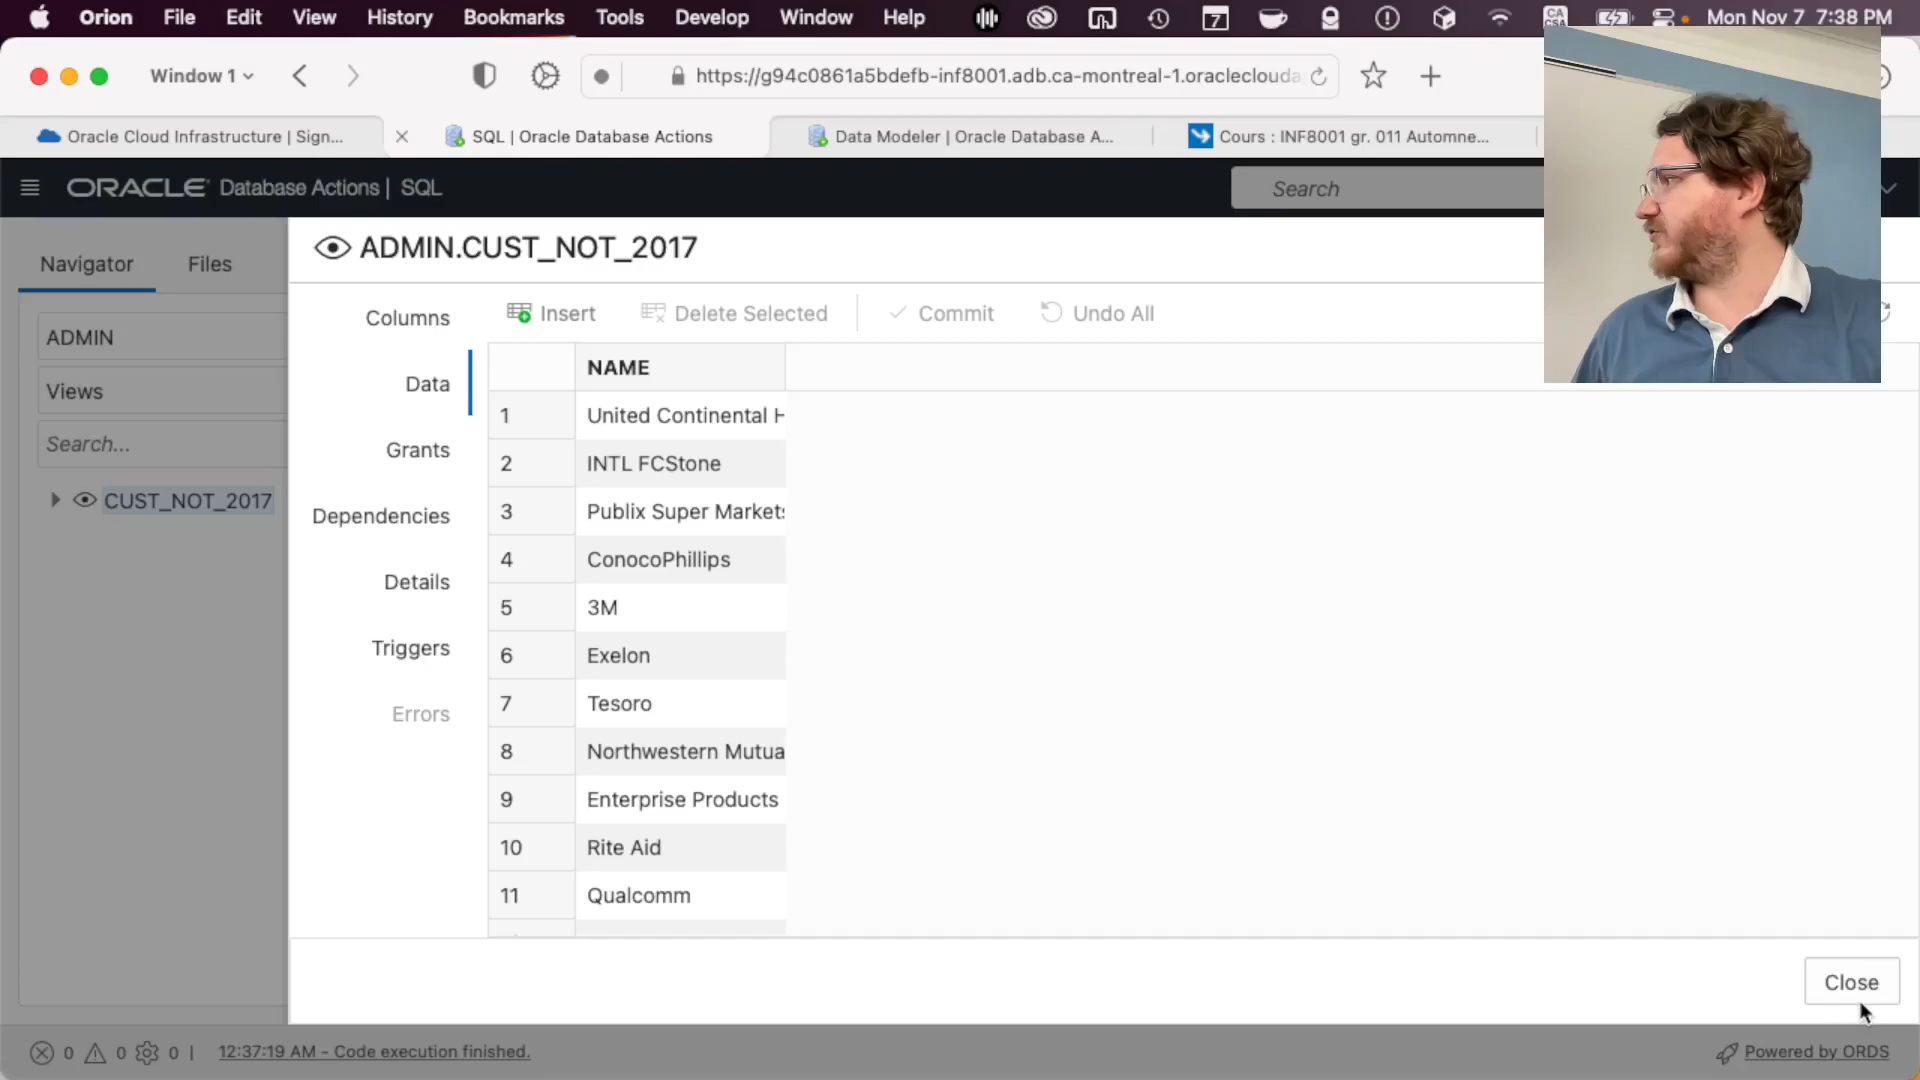 Orion File Edit View History Bookmarks Tools Develop Window Help 7 CA CSA Mon Nov 7 7:38 PM
Window 1 https://g94c0861a5bdefb-inf8001.adb.ca-montreal-1.oracleclouda
Oracle Cloud Infrastructure | Sign... SQL | Oracle Database Actions Data Modeler | Oracle Database A... Cours : INF8001 gr. 011 Automne...
ORACLE Database Actions | SQL Search
Navigator Files
ADMIN
Views
Search...
CUST_NOT_2017
ADMIN.CUST_NOT_2017
Columns
Data
Grants
Dependencies
Details
Triggers
Errors
Insert Delete Selected Commit Undo All
NAME
1 United Continental H
2 INTL FCStone
3 Publix Super Markets
4 ConocoPhillips
5 3M
6 Exelon
7 Tesoro
8 Northwestern Mutua
9 Enterprise Products
10 Rite Aid
11 Qualcomm
Close
0 0 0 | 12:37:19 AM - Code execution finished. Powered by ORDS